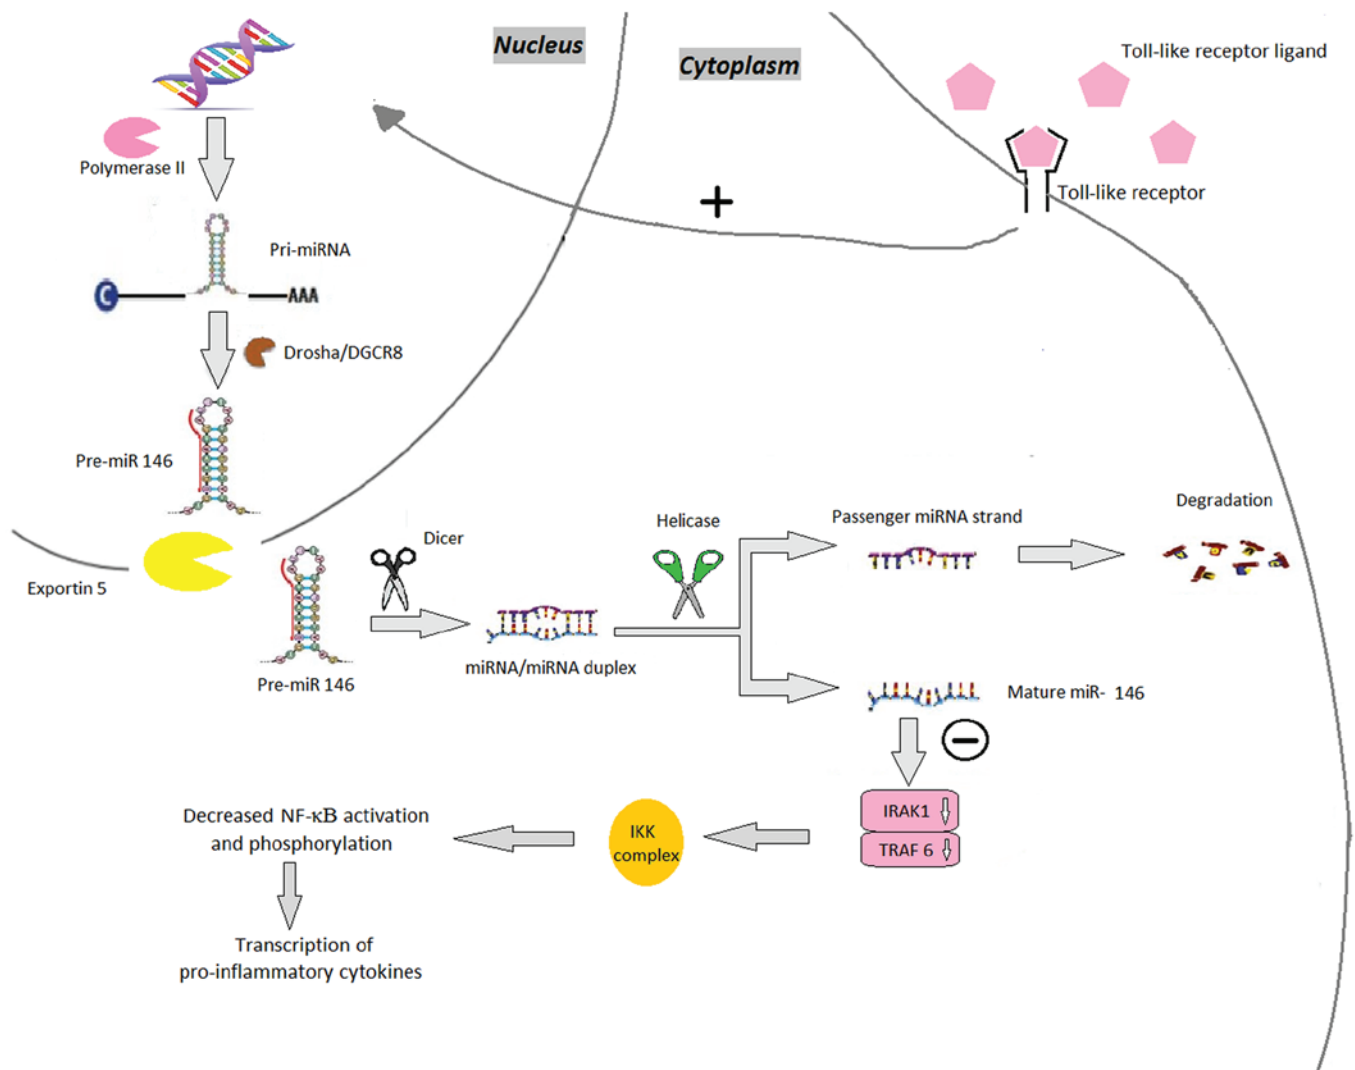 Nucleus
Cytoplasm
Toll-like receptor ligand
Toll-like receptor
+
Polymerase II
Pri-miRNA
C
AAA
Drosha/DGCR8
Pre-miR 146
Exportin 5
Pre-miR 146
Dicer
miRNA/miRNA duplex
Helicase
Passenger miRNA strand
Degradation
Mature miR- 146
−
IRAK1
TRAF 6
IKK
complex
Decreased NF-κB activation
and phosphorylation
Transcription of
pro-inflammatory cytokines